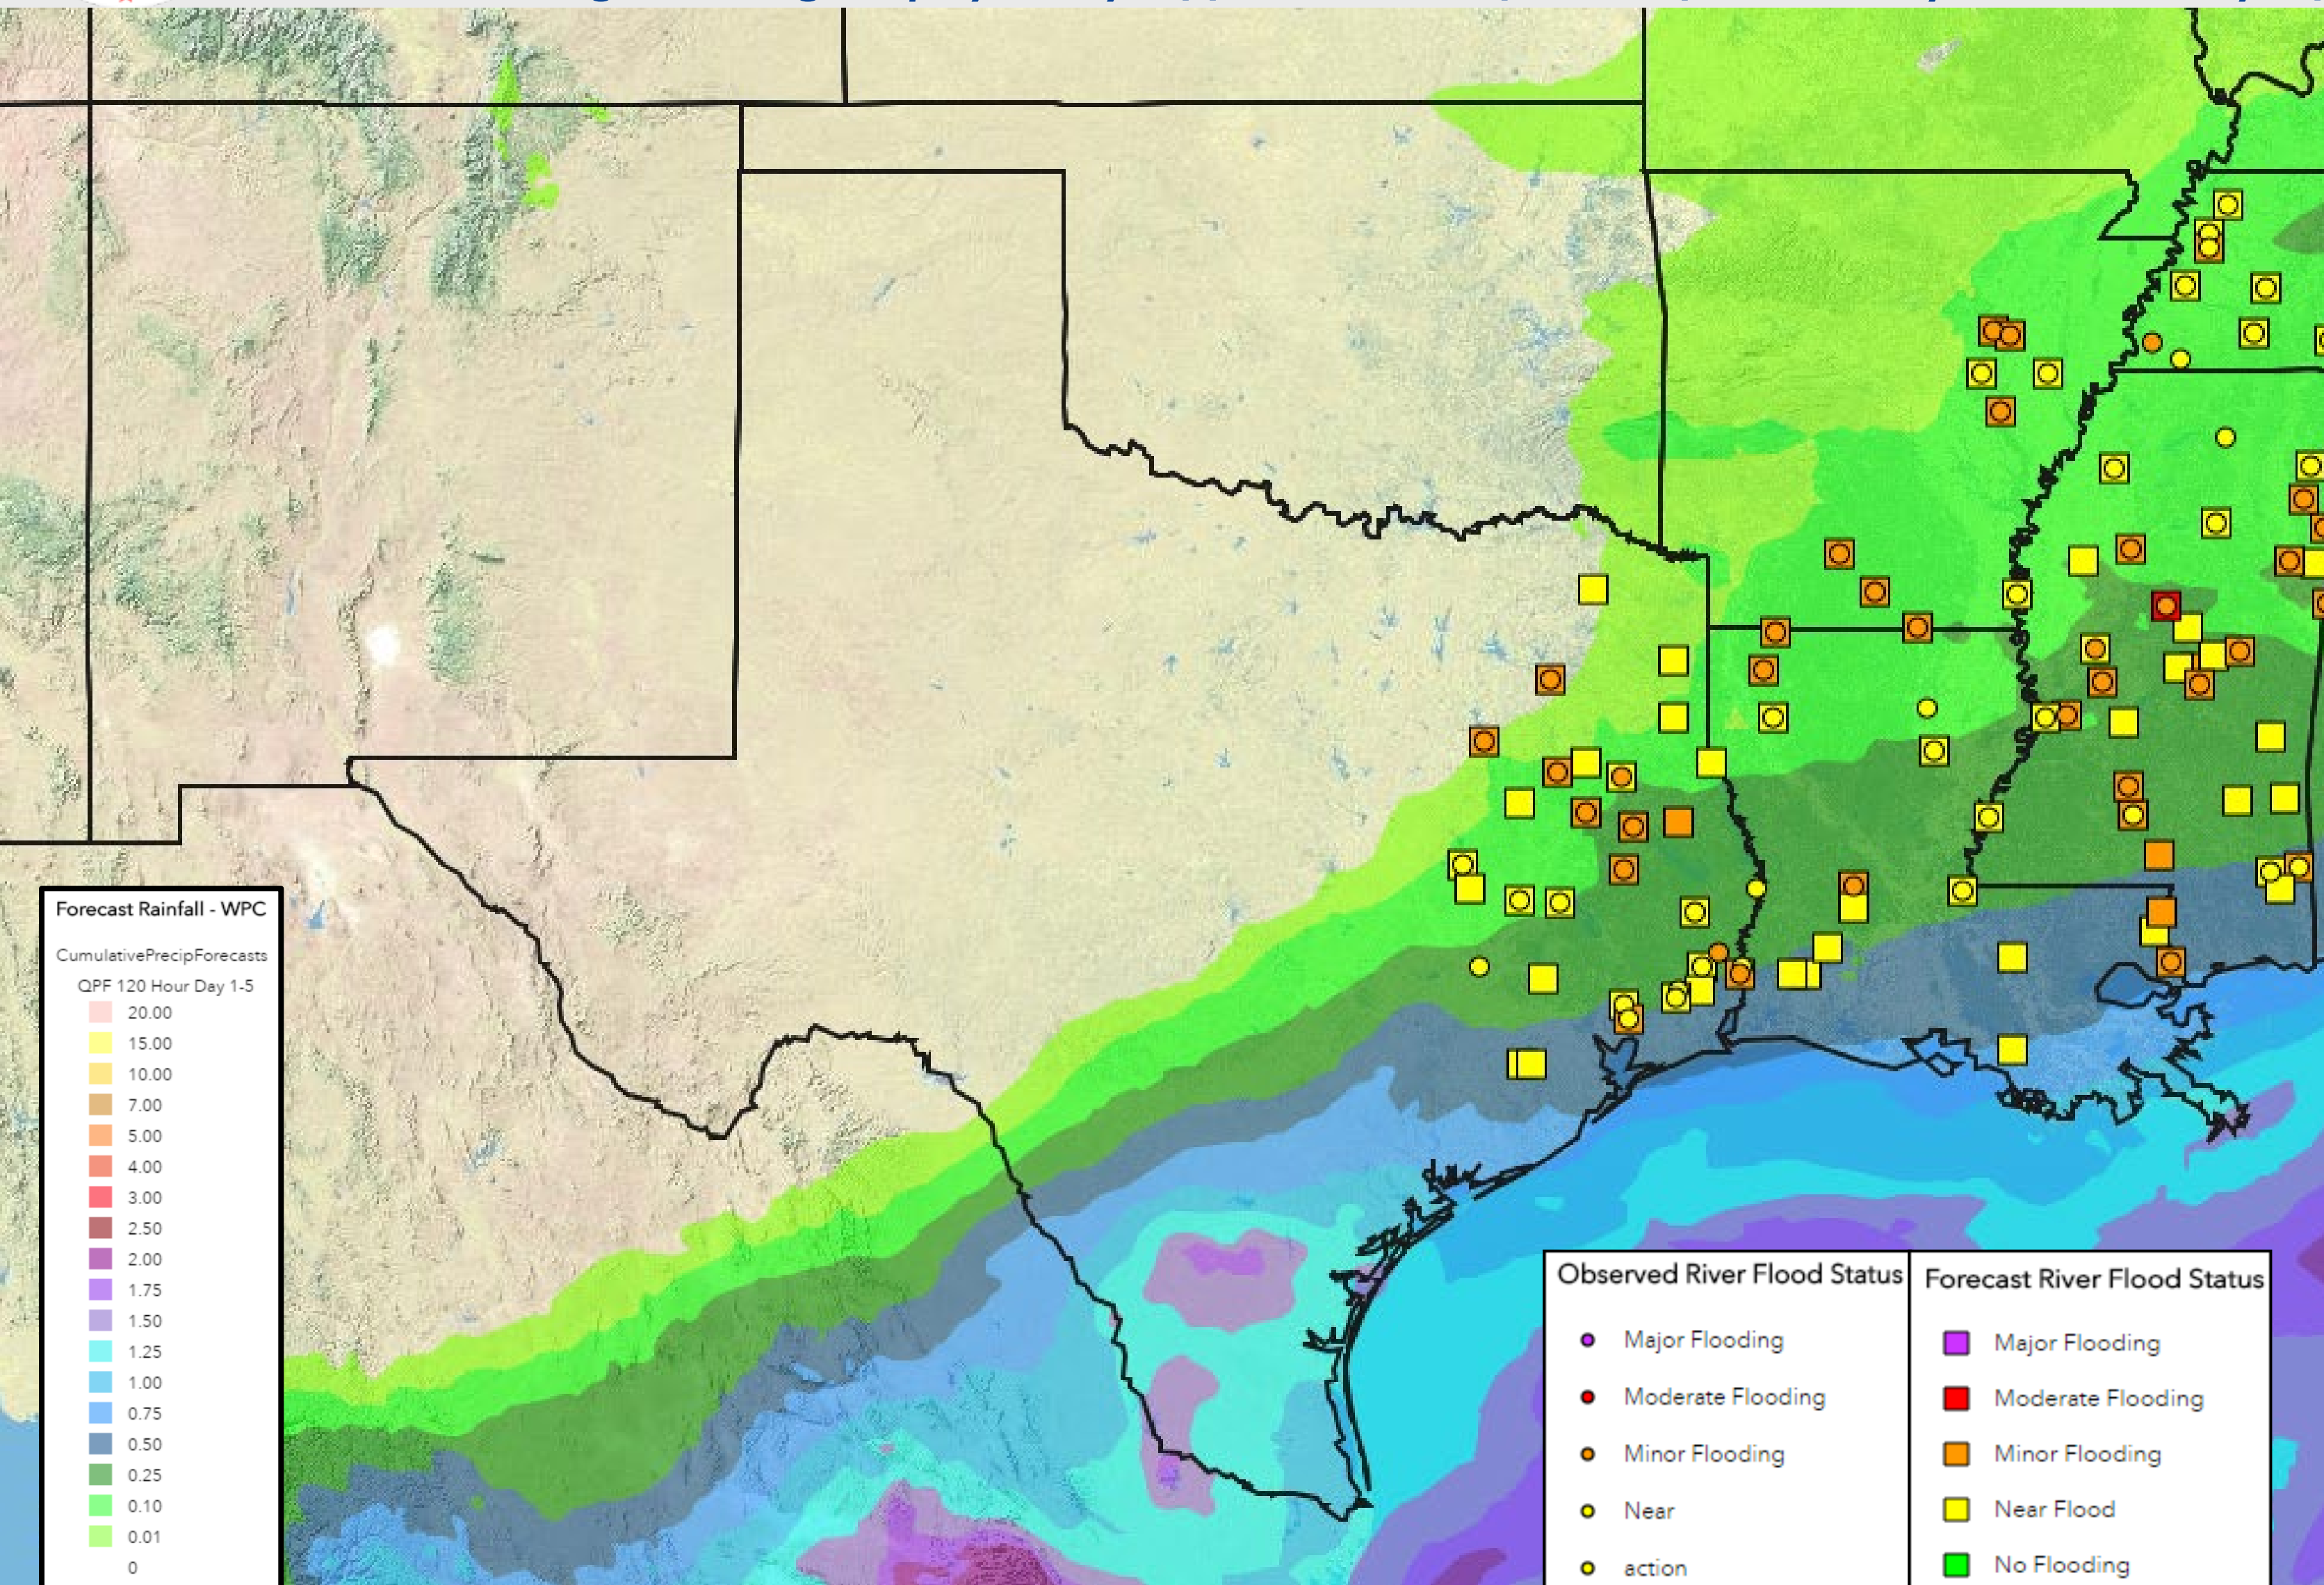 Forecast Rainfall - WPC
CumulativePrecipForecasts
QPF 120 Hour Day 1-5
20.00
15.00
10.00
7.00
5.00
4.00
3.00
2.50
2.00
1.75
1.50
1.25
1.00
0.75
0.50
0.25
0.10
0.01
0
Observed River Flood Status
Major Flooding
Moderate Flooding
Minor Flooding
Near
action
Forecast River Flood Status
Major Flooding
Moderate Flooding
Minor Flooding
Near Flood
No Flooding